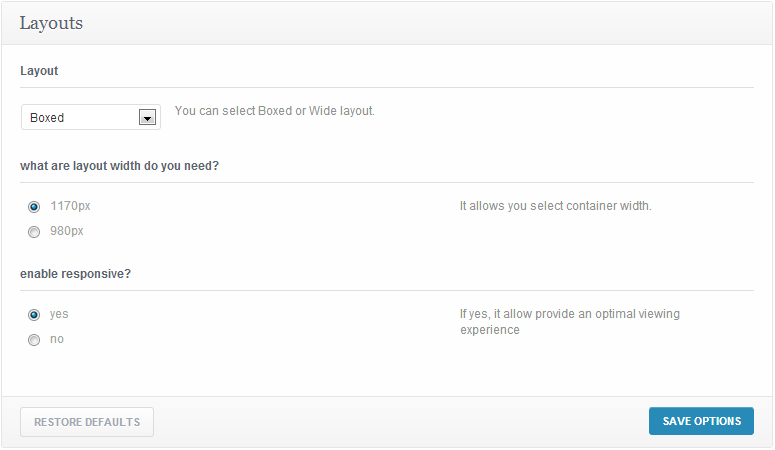 Layouts
Layout
Boxed
You can select Boxed or Wide layout.
what are layout width do you need?
1170px
It allows you select container width.
980px
enable responsive?
yes
If yes, it allow provide an optimal viewing
experience
no
RESTORE DEFAULTS
SAVE OPTIONS